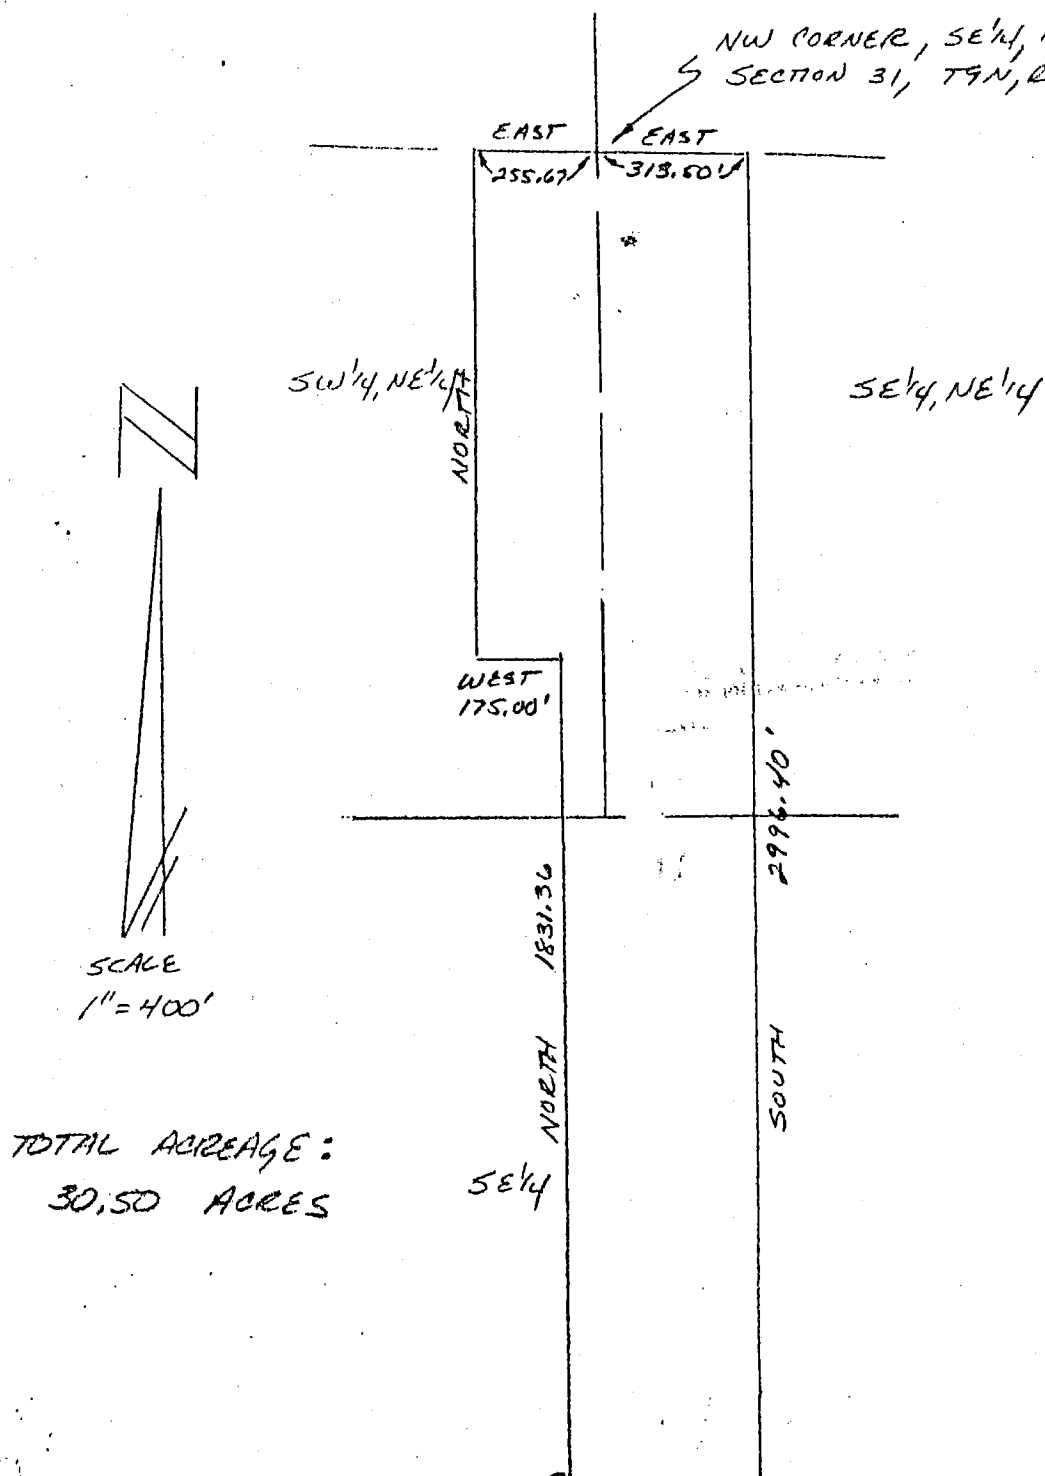 NW CORNER, SE1/4,
SECTION 31, T9N,
EAST
EAST
255.67
313.50'
SW1/4, NE1/4
SE1/4, NE1/4
NORTH
N
WEST
175.00'
2996.40'
1831.36
SCALE
1"=400'
NORTH
SOUTH
TOTAL ACREAGE:
30.50 ACRES
SE1/4